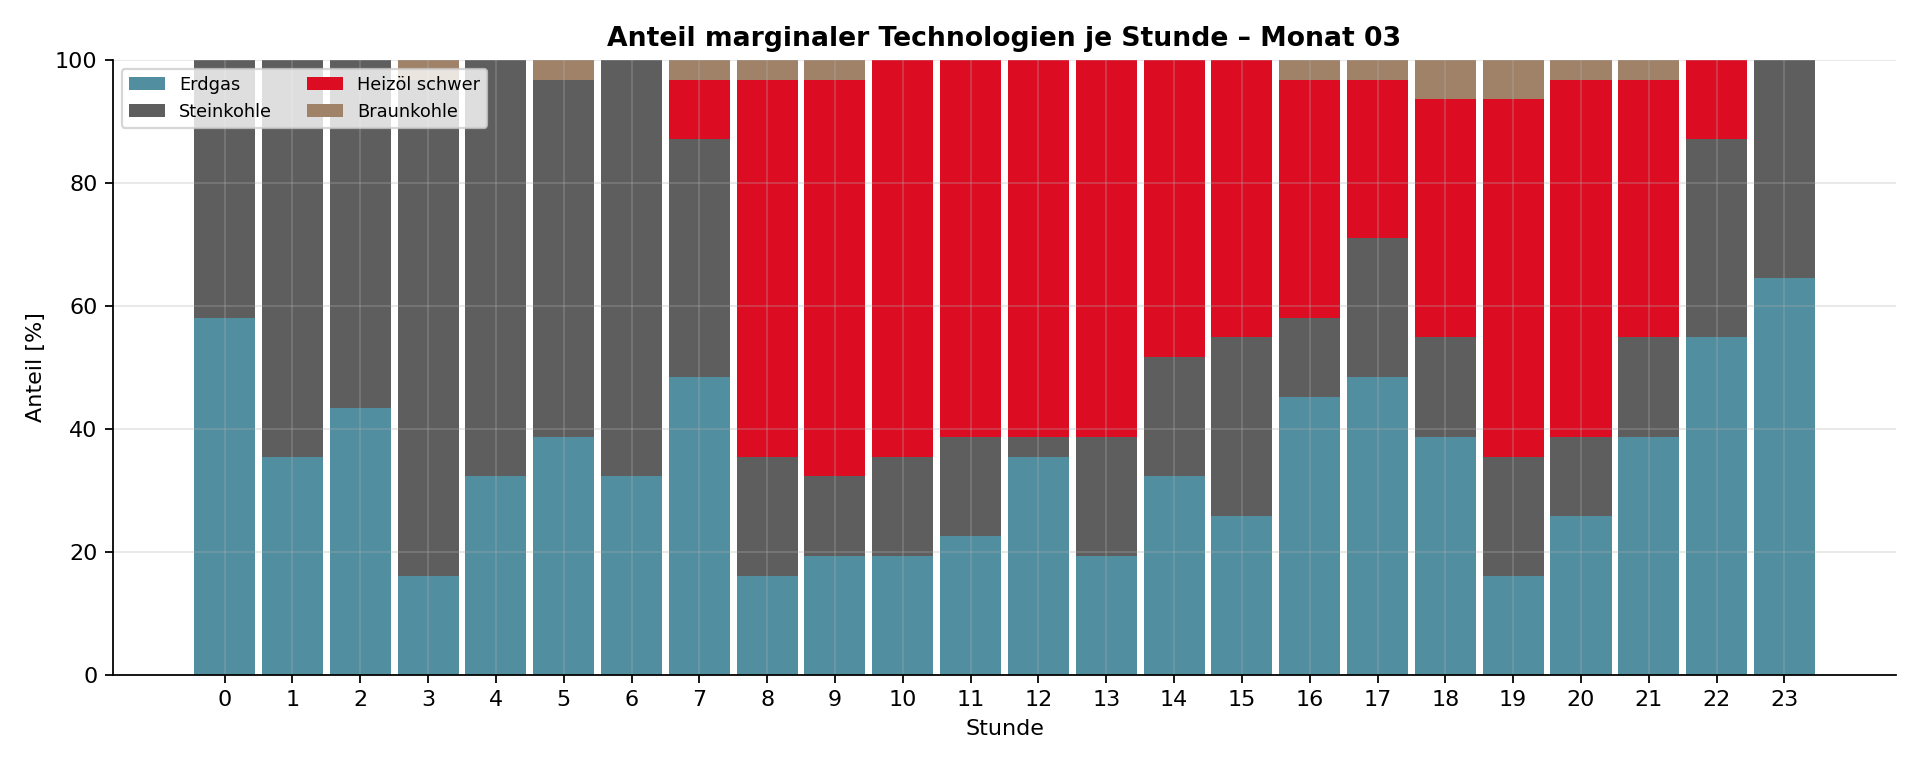 Anteil marginaler Technologien je Stunde – Monat 03
Erdgas
Steinkohle
Heizöl schwer
Braunkohle
Anteil [%]
100
80
60
40
20
0
0 1 2 3 4 5 6 7 8 9 10 11 12 13 14 15 16 17 18 19 20 21 22 23
Stunde